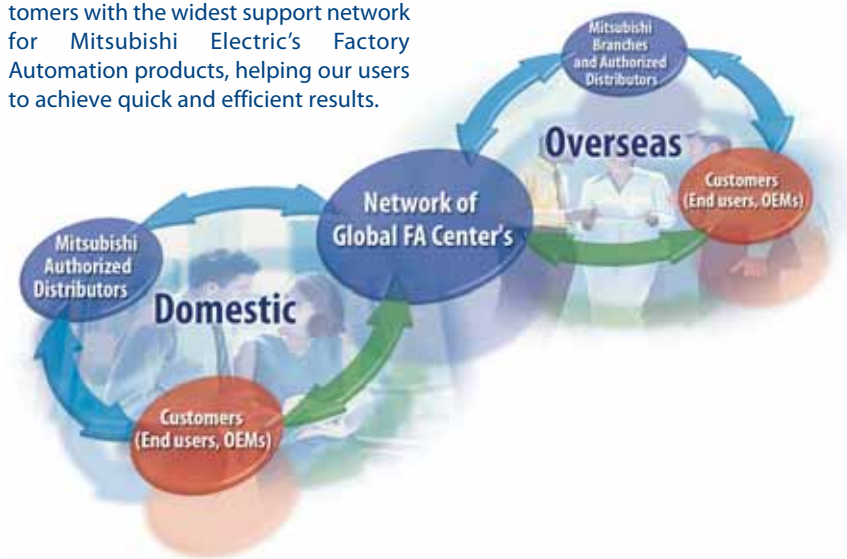 tomers with the widest support network
for Mitsubishi Electric's Factory
Automation products, helping our users
to achieve quick and efficient results.
Mitsubishi
Branches
and Authorized
Distributors
Overseas
Customers
(End users, OEMs)
Network of
Global FA Center's
Mitsubishi
Authorized
Distributors
Domestic
Customers
(End users, OEMs)